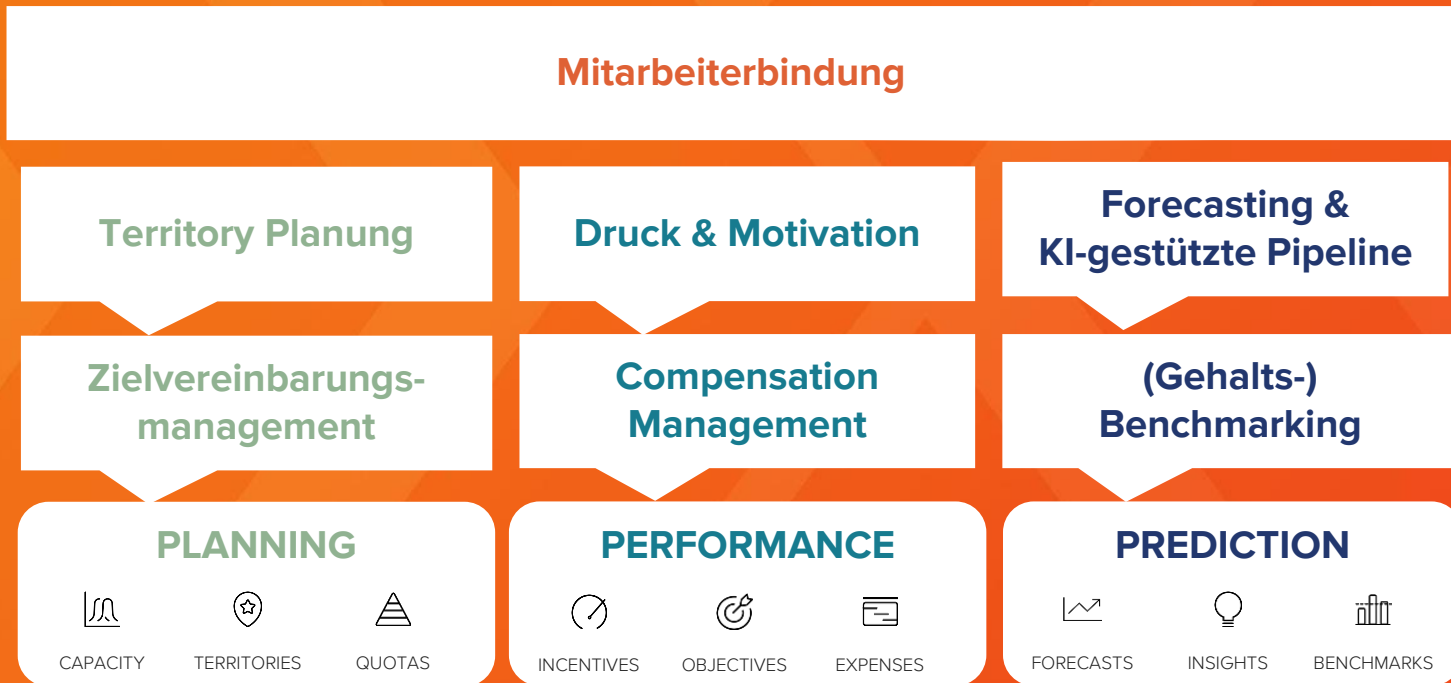 Mitarbeiterbindung
Territory Planung
Druck & Motivation
Forecasting &
KI-gestützte Pipeline
Zielvereinbarungs-
management
Compensation
Management
(Gehalts-)
Benchmarking
PLANNING
CAPACITY
TERRITORIES
QUOTAS
PERFORMANCE
INCENTIVES
OBJECTIVES
EXPENSES
PREDICTION
FORECASTS
INSIGHTS
BENCHMARKS